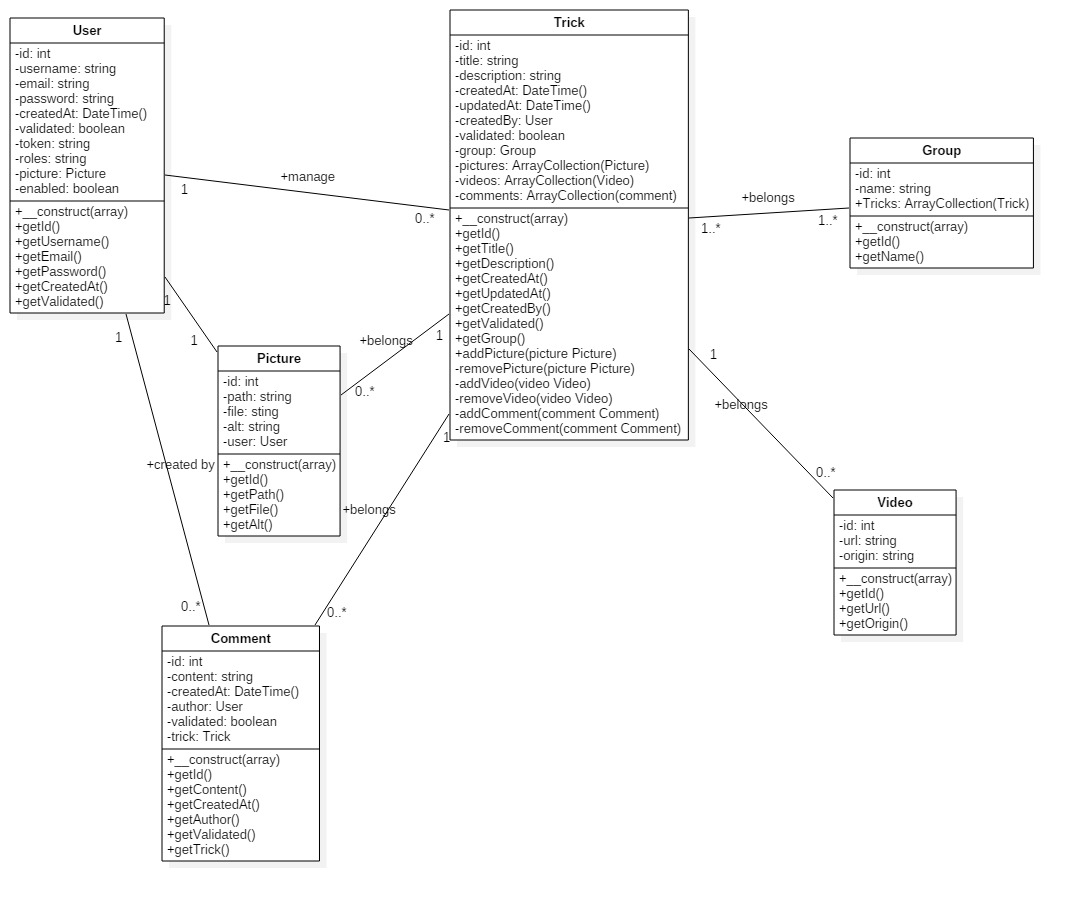 User
-id: int
-username: string
-email: string
-password: string
-createdAt: DateTime()
-validated: boolean
-token: string
-roles: string
-picture: Picture
-enabled: boolean
+__construct(array)
+getId()
+getUsername()
+getEmail()
+getPassword()
+getCreatedAt()
+getValidated()
Trick
-id: int
-title: string
-description: string
-createdAt: DateTime()
-updatedAt: DateTime()
-createdBy: User
-validated: boolean
-group: Group
-pictures: ArrayCollection(Picture)
-videos: ArrayCollection(Video)
-comments: ArrayCollection(comment)
+__construct(array)
+getId()
+getTitle()
+getDescription()
+getCreatedAt()
+getUpdatedAt()
+getCreatedBy()
+getValidated()
+getGroup()
+addPicture(picture Picture)
-removePicture(picture Picture)
-addVideo(video Video)
-removeVideo(video Video)
-addComment(comment Comment)
-removeComment(comment Comment)
Group
-id: int
-name: string
+Tricks: ArrayCollection(Trick)
+__construct(array)
+getId()
+getName()
+manage
1
0..*
+belongs
1..*
1..*
1
1
1
Picture
-id: int
-path: string
-file: sting
-alt: string
-user: User
+__construct(array)
+getId()
+getPath()
+getFile()
+getAlt()
+belongs
1
0..*
1
+belongs
0..*
+created by
0..*
1
+belongs
0..*
Video
-id: int
-url: string
-origin: string
+__construct(array)
+getId()
+getUrl()
+getOrigin()
Comment
-id: int
-content: string
-createdAt: DateTime()
-author: User
-validated: boolean
-trick: Trick
+__construct(array)
+getId()
+getContent()
+getCreatedAt()
+getAuthor()
+getValidated()
+getTrick()